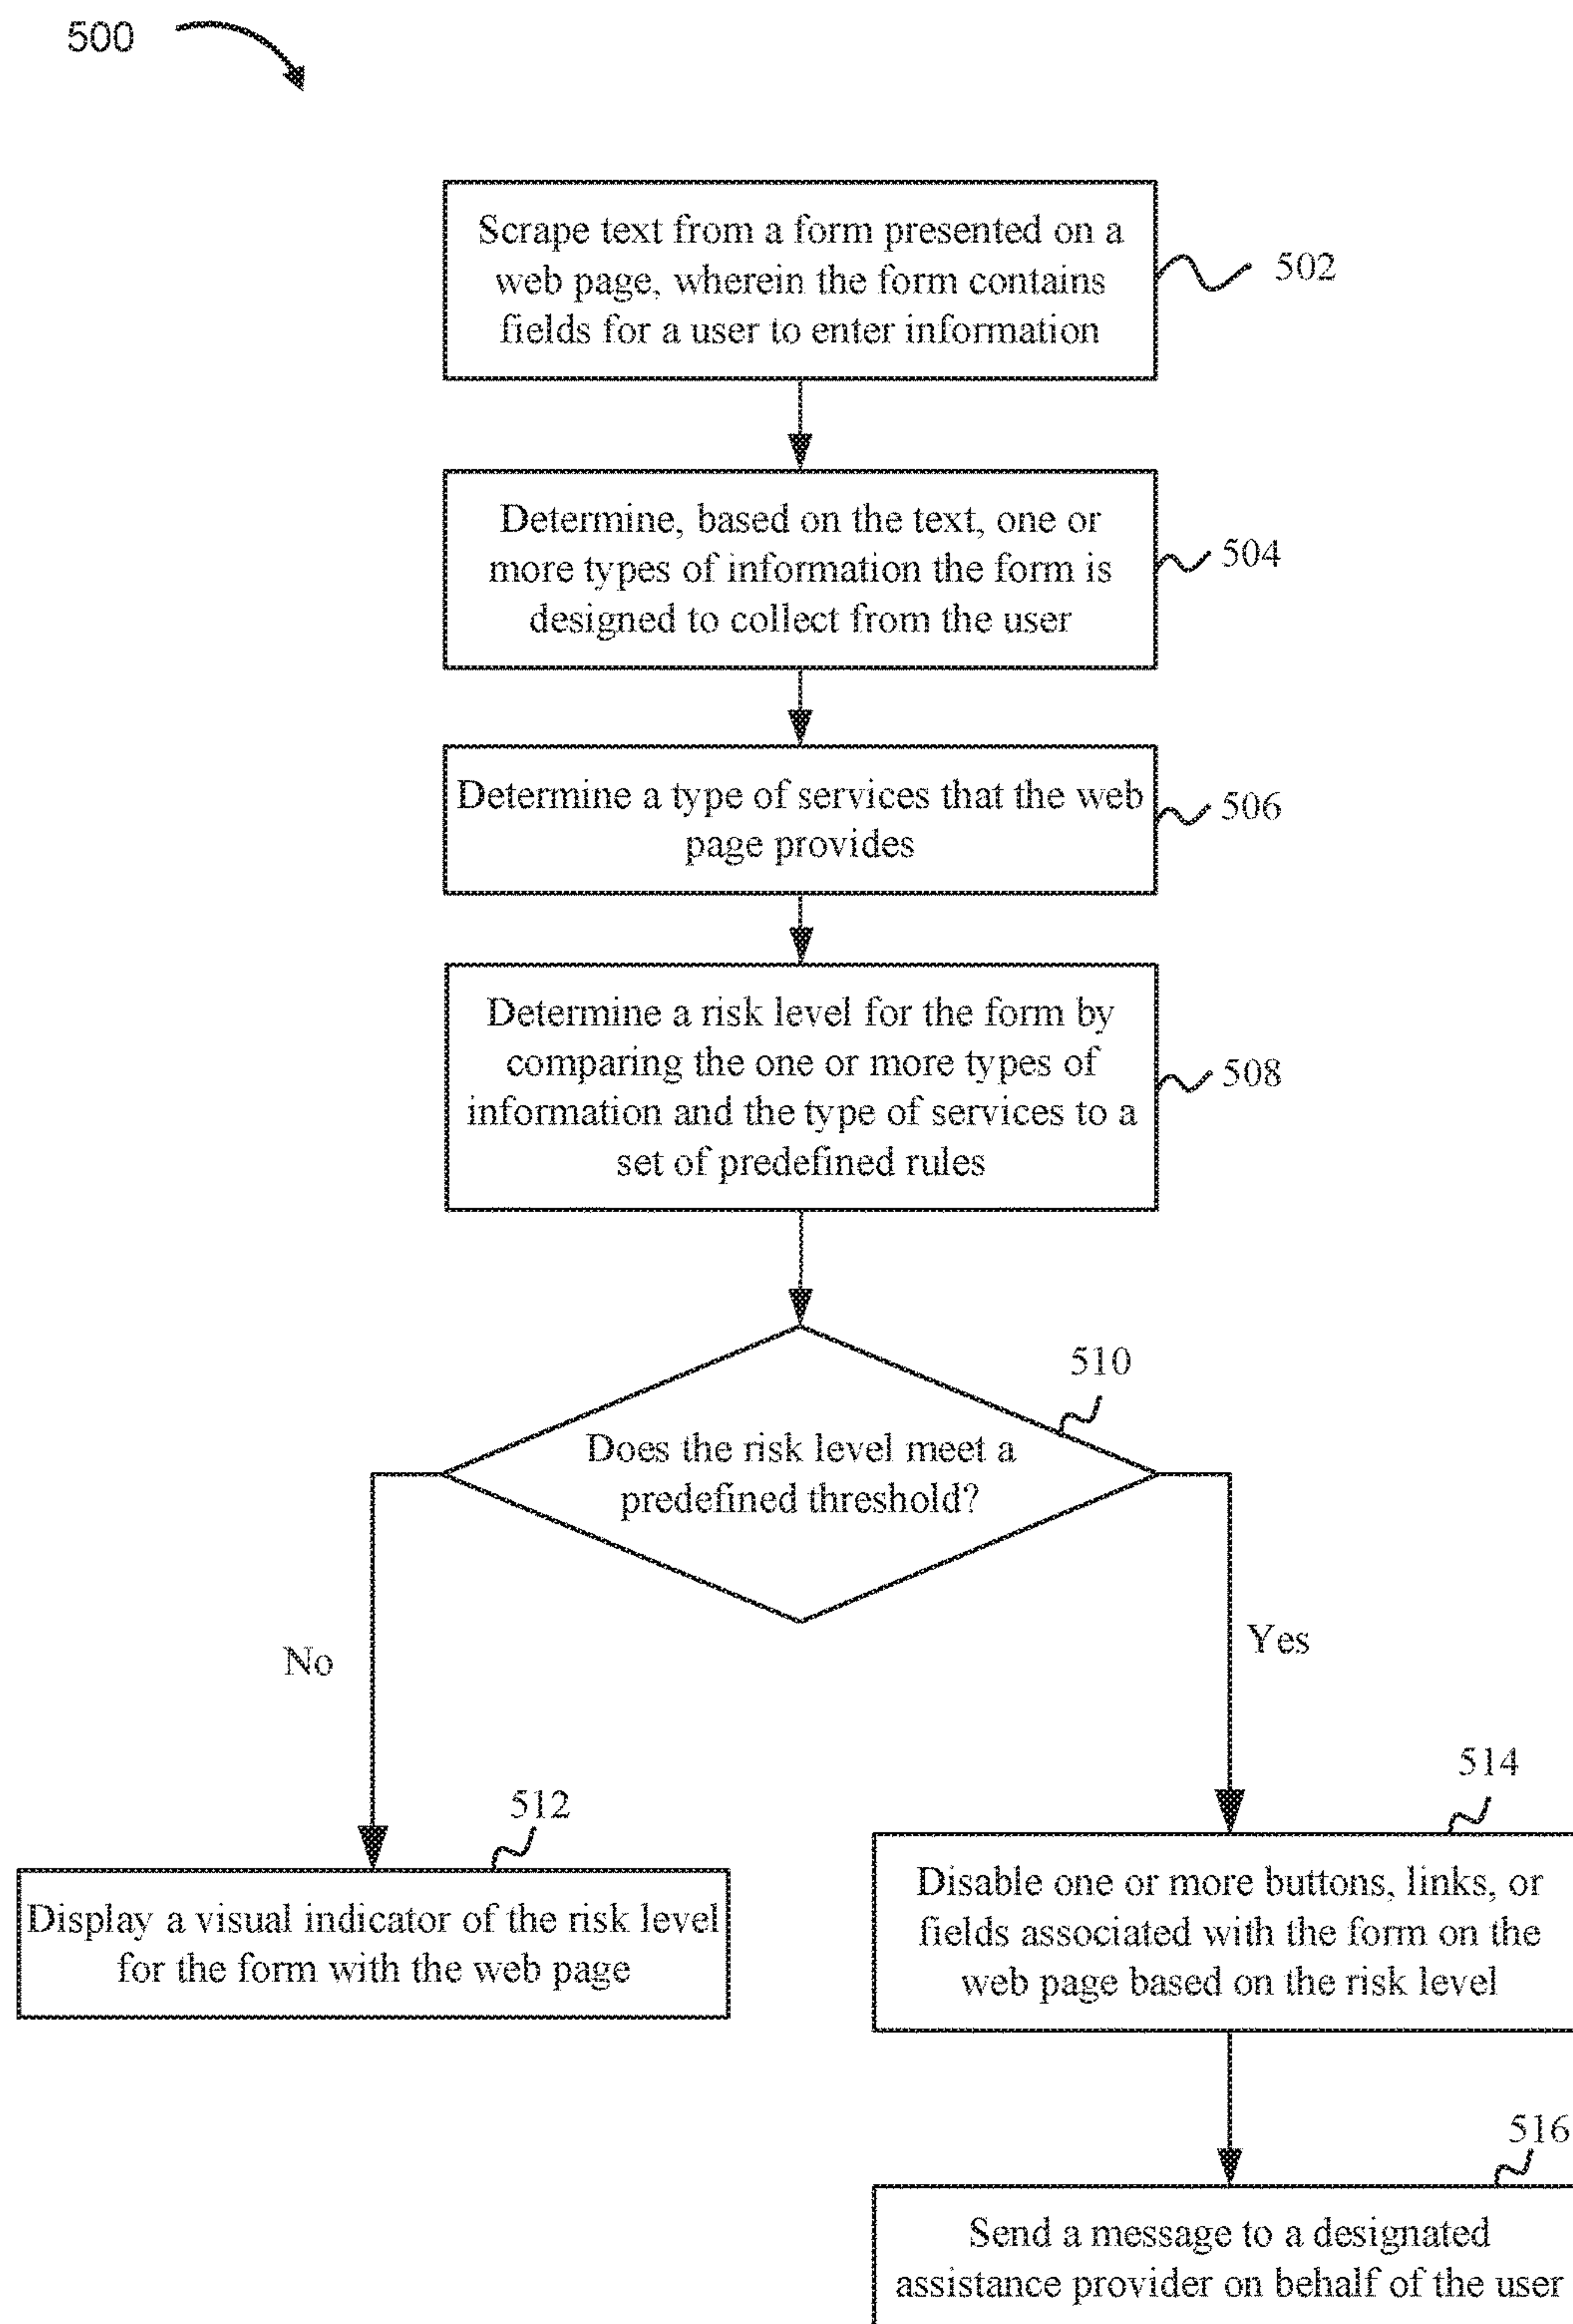 500
Scrape text from a form presented on a
web page, wherein the form contains
fields for a user to enter information
502
Determine, based on the text, one or
more types of information the form is
designed to collect from the user
504
Determine a type of services that the web
page provides
506
Determine a risk level for the form by
comparing the one or more types of
information and the type of services to a
set of predefined rules
508
510
Does the risk level meet a
predefined threshold?
No
Yes
512
Display a visual indicator of the risk level
for the form with the web page
514
Disable one or more buttons, links, or
fields associated with the form on the
web page based on the risk level
516
Send a message to a designated
assistance provider on behalf of the user